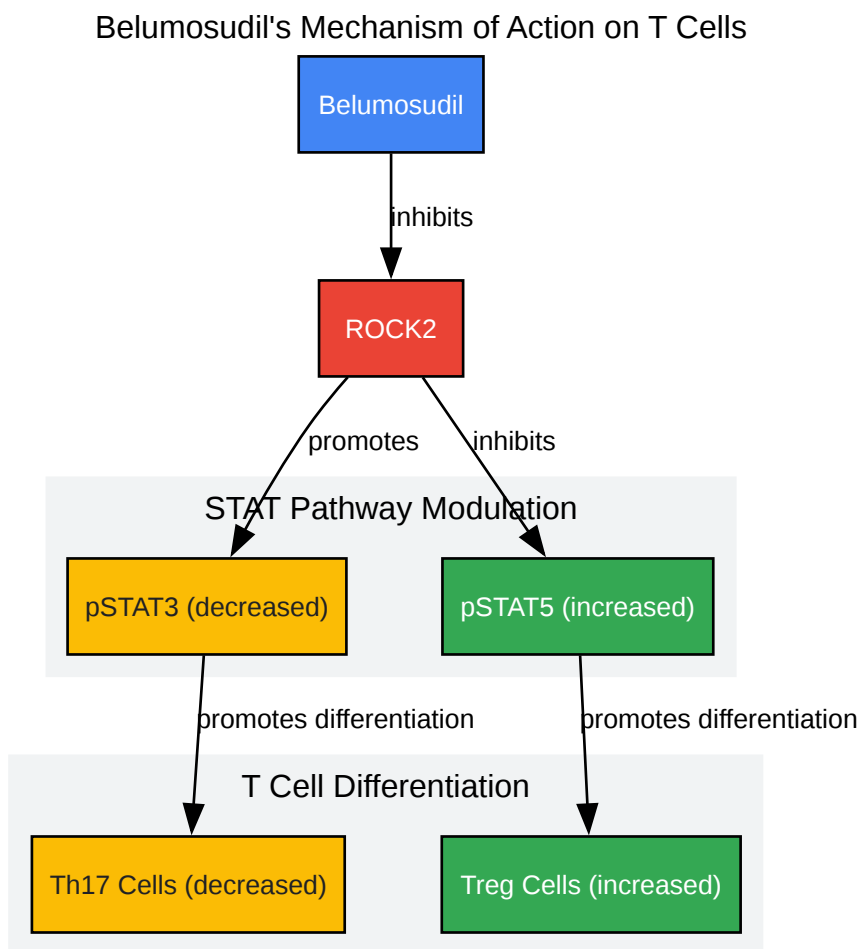 Belumosudil's Mechanism of Action on T Cells
Belumosudil
inhibits
ROCK2
promotes
inhibits
STAT Pathway Modulation
pSTAT3 (decreased)
pSTAT5 (increased)
promotes differentiation
promotes differentiation
T Cell Differentiation
Th17 Cells (decreased)
Treg Cells (increased)